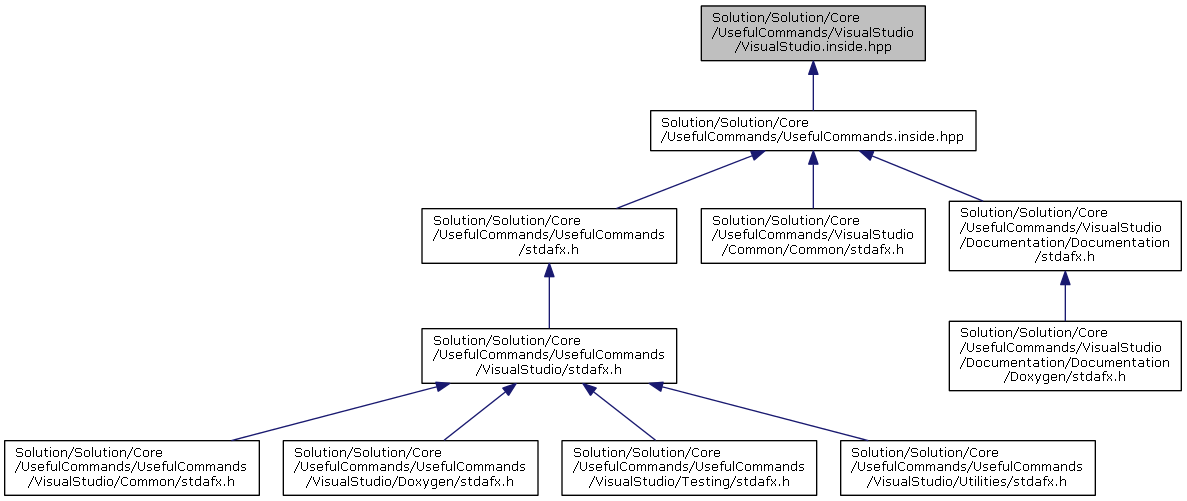 Solution/Solution/Core
/UsefulCommands/VisualStudio
/VisualStudio.inside.hpp
Solution/Solution/Core
/UsefulCommands/UsefulCommands.inside.hpp
Solution/Solution/Core
/UsefulCommands/UsefulCommands
/stdafx.h
Solution/Solution/Core
/UsefulCommands/VisualStudio
/Common/Common/stdafx.h
Solution/Solution/Core
/UsefulCommands/VisualStudio
/Documentation/Documentation
/stdafx.h
Solution/Solution/Core
/UsefulCommands/UsefulCommands
/VisualStudio/stdafx.h
Solution/Solution/Core
/UsefulCommands/VisualStudio
/Documentation/Documentation
/Doxygen/stdafx.h
Solution/Solution/Core
/UsefulCommands/UsefulCommands
/VisualStudio/Common/stdafx.h
Solution/Solution/Core
/UsefulCommands/UsefulCommands
/VisualStudio/Doxygen/stdafx.h
Solution/Solution/Core
/UsefulCommands/UsefulCommands
/VisualStudio/Testing/stdafx.h
Solution/Solution/Core
/UsefulCommands/UsefulCommands
/VisualStudio/Utilities/stdafx.h